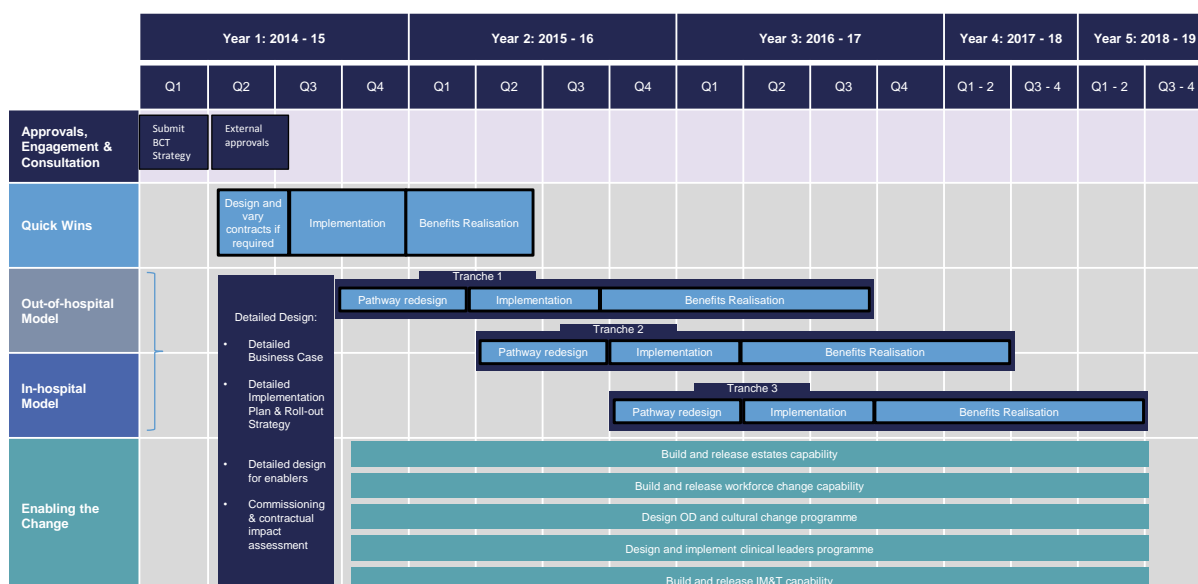 Year 1: 2014 - 15
Year 2: 2015 - 16
Year 3: 2016 - 17
Year 4: 2017 - 18
Year 5: 2018 - 19
Q1
Q2
Q3
Q4
Q1
Q2
Q3
Q4
Q1
Q2
Q3
Q4
Q1 - 2
Q3 - 4
Q1 - 2
Q3 - 4
Approvals,
Engagement &
Consultation
Submit
BCT
Strategy
External
approvals
Quick Wins
Design and
vary
contracts if
required
Implementation
Benefits Realisation
Out-of-hospital
Model
In-hospital
Model
Detailed Design:
• Detailed
Business Case
• Detailed
Implementation
Plan & Roll-out
Strategy
• Detailed design
for enablers
• Commissioning
& contractual
impact
assessment
Tranche 1
Pathway redesign
Implementation
Benefits Realisation
Tranche 2
Pathway redesign
Implementation
Benefits Realisation
Tranche 3
Pathway redesign
Implementation
Benefits Realisation
Enabling the
Change
Build and release estates capability
Build and release workforce change capability
Design OD and cultural change programme
Design and implement clinical leaders programme
Build and release IM&T capability